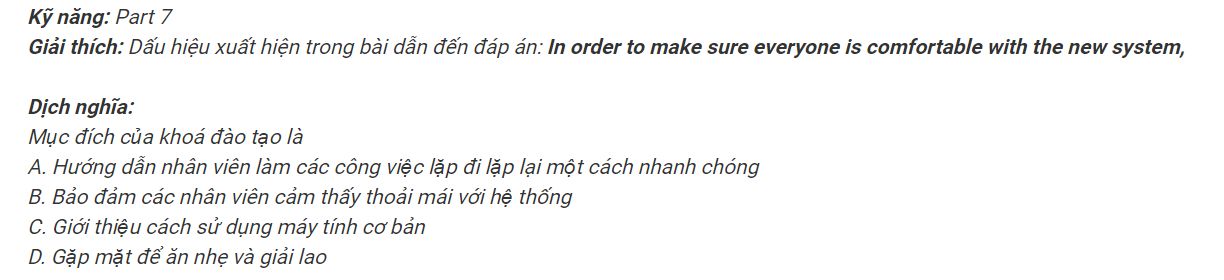 Kỹ năng: Part 7
Giải thích: Dấu hiệu xuất hiện trong bài dẫn đến đáp án: In order to make sure everyone is comfortable with the new system,
Dịch nghĩa:
Mục đích của khoá đào tạo là
A. Hướng dẫn nhân viên làm các công việc lặp đi lặp lại một cách nhanh chóng
B. Bảo đảm các nhân viên cảm thấy thoải mái với hệ thống
C. Giới thiệu cách sử dụng máy tính cơ bản
D. Gặp mặt để ăn nhẹ và giải lao